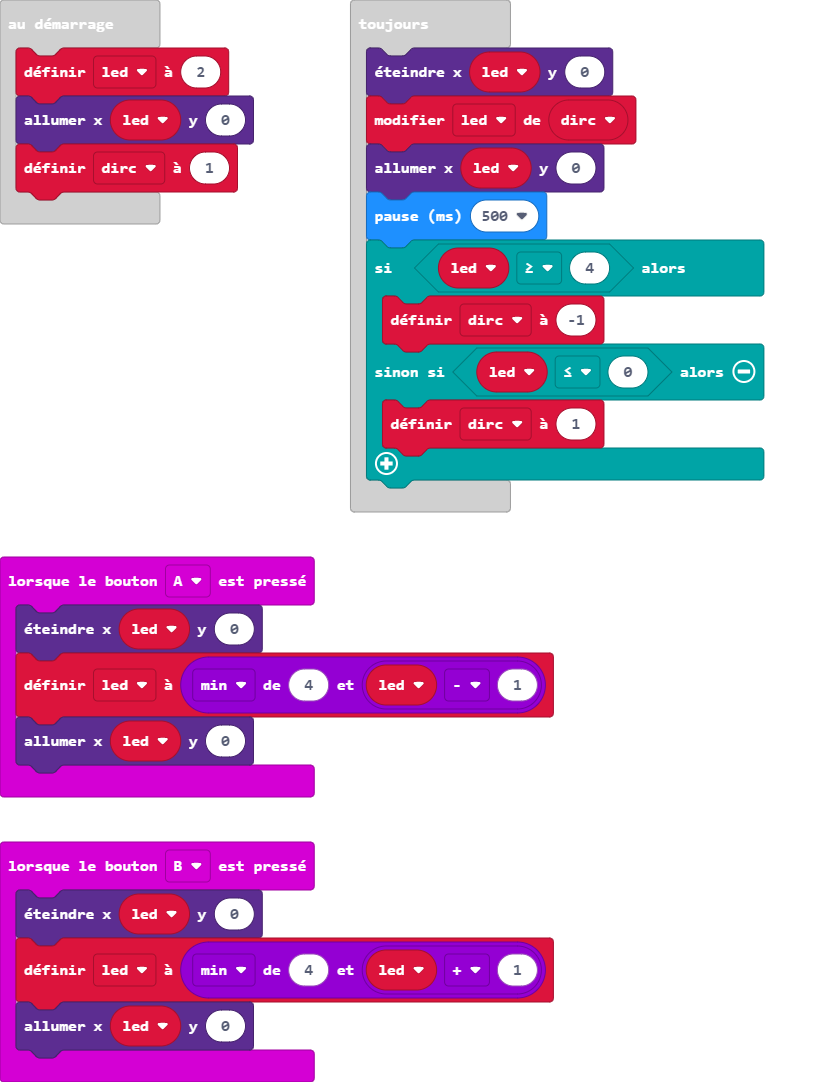 au démarrage
définir led à 2
allumer x led y 0
définir dirc à 1
toujours
éteindre x led y 0
modifier led de dirc
allumer x led y 0
pause (ms) 500
si led ≥ 4 alors
définir dirc à -1
sinon si led ≤ 0 alors
définir dirc à 1
lorsque le bouton A est pressé
éteindre x led y 0
définir led à min de 4 et led - 1
allumer x led y 0
lorsque le bouton B est pressé
éteindre x led y 0
définir led à min de 4 et led + 1
allumer x led y 0